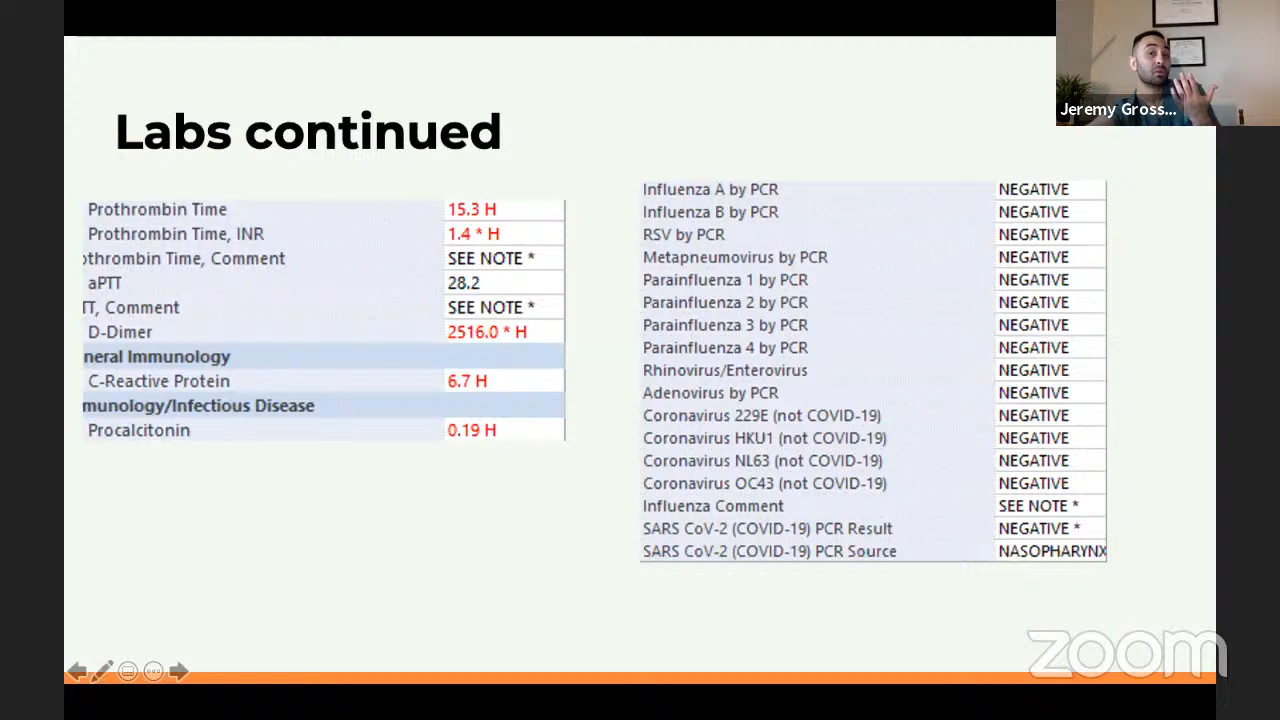 Jeremy Gross...
Labs continued
Prothrombin Time 15.3 H
Prothrombin Time, INR 1.4 * H
othrombin Time, Comment SEE NOTE *
aPTT 28.2
TT, Comment SEE NOTE *
D-Dimer 2516.0 * H
neral Immunology
C-Reactive Protein 6.7 H
munology/Infectious Disease
Procalcitonin 0.19 H
Influenza A by PCR NEGATIVE
Influenza B by PCR NEGATIVE
RSV by PCR NEGATIVE
Metapneumovirus by PCR NEGATIVE
Parainfluenza 1 by PCR NEGATIVE
Parainfluenza 2 by PCR NEGATIVE
Parainfluenza 3 by PCR NEGATIVE
Parainfluenza 4 by PCR NEGATIVE
Rhinovirus/Enterovirus NEGATIVE
Adenovirus by PCR NEGATIVE
Coronavirus 229E (not COVID-19) NEGATIVE
Coronavirus HKU1 (not COVID-19) NEGATIVE
Coronavirus NL63 (not COVID-19) NEGATIVE
Coronavirus OC43 (not COVID-19) NEGATIVE
Influenza Comment SEE NOTE *
SARS CoV-2 (COVID-19) PCR Result NEGATIVE *
SARS CoV-2 (COVID-19) PCR Source NASOPHARYNX
zoom